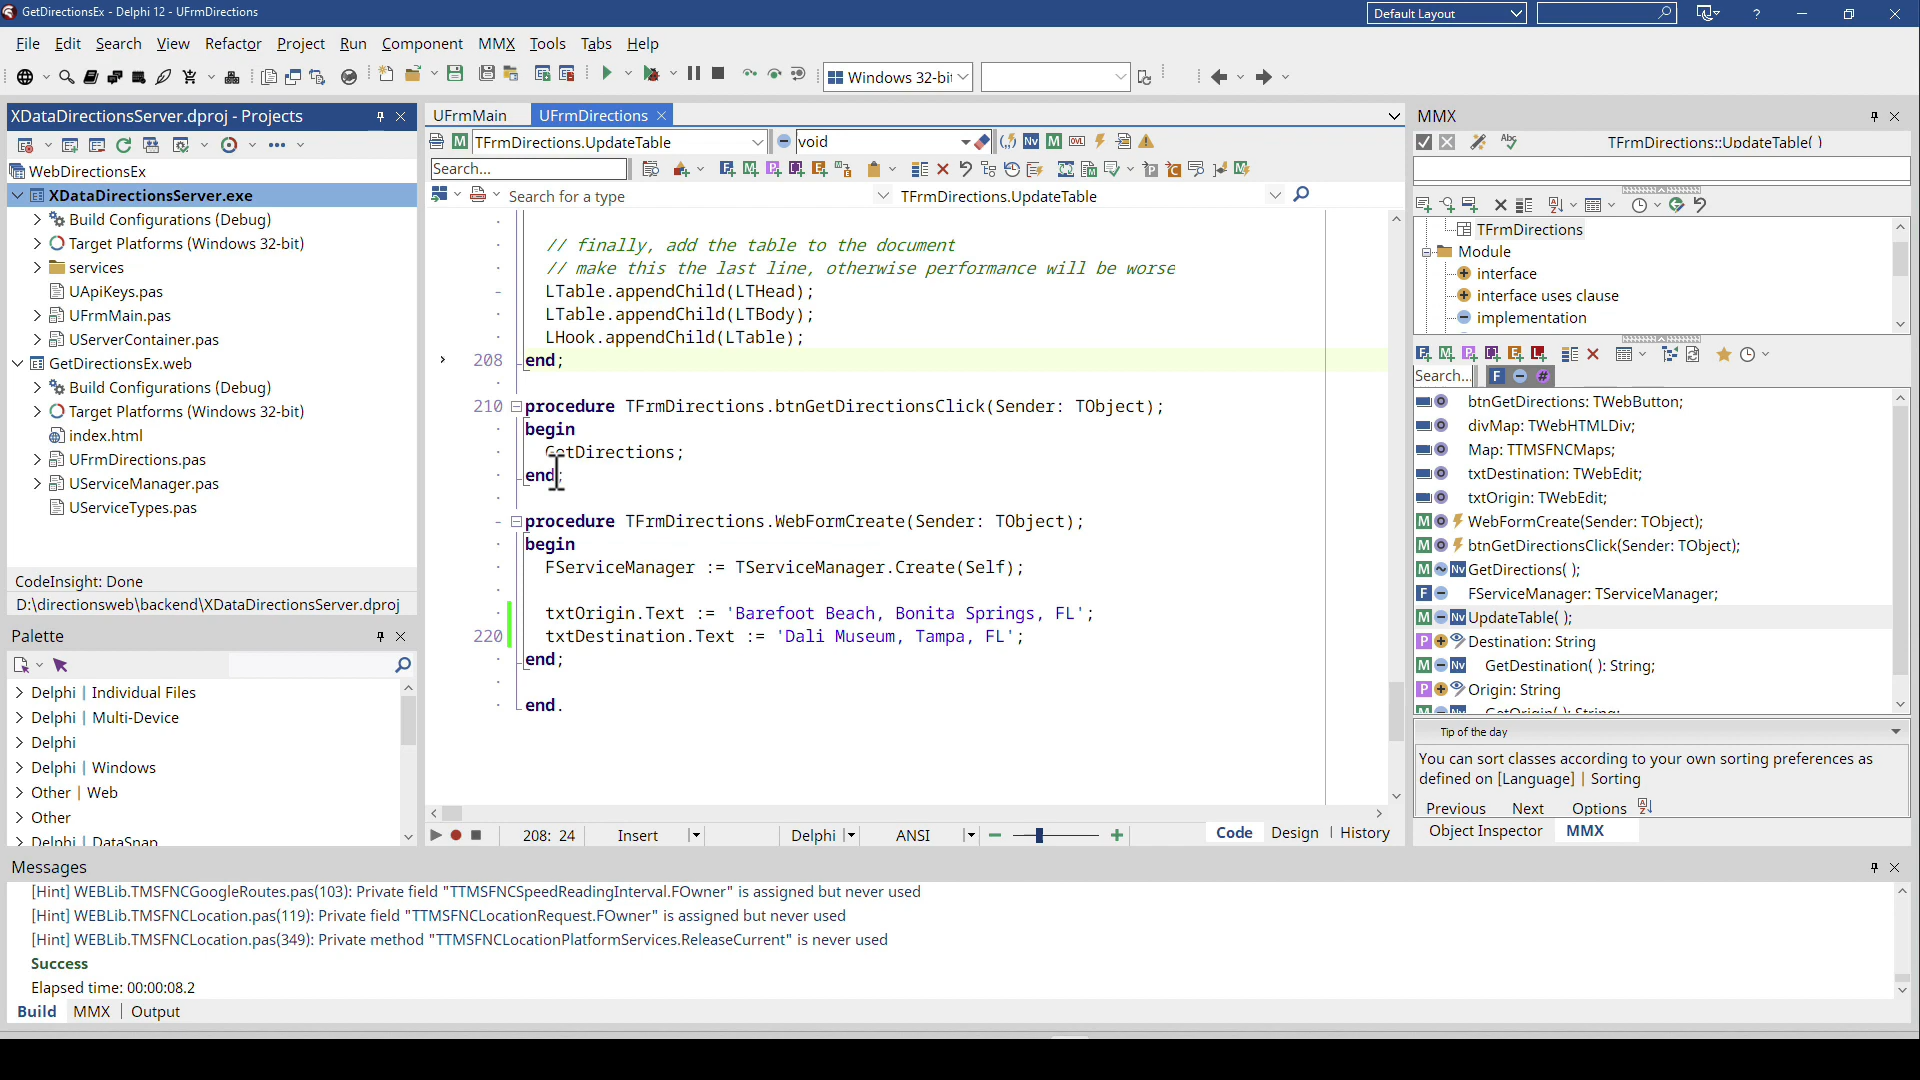 GetDirectionsEx - Delphi 12 - UFrmDirections
Default Layout
File Edit Search View Refactor Project Run Component MMX Tools Tabs Help
Windows 32-bit
XDataDirectionsServer.dproj - Projects
WebDirectionsEx
XDataDirectionsServer.exe
Build Configurations (Debug)
Target Platforms (Windows 32-bit)
services
UApiKeys.pas
UFrmMain.pas
UServerContainer.pas
GetDirectionsEx.web
Build Configurations (Debug)
Target Platforms (Windows 32-bit)
index.html
UFrmDirections.pas
UServiceManager.pas
UServiceTypes.pas
CodeInsight: Done
D:\directionsweb\backend\XDataDirectionsServer.dproj
Palette
Delphi | Individual Files
Delphi | Multi-Device
Delphi
Delphi | Windows
Other | Web
Other
Delphi | DataSnap
UFrmMain UFrmDirections
TFrmDirections.UpdateTable void
Search...
Search for a type TFrmDirections.UpdateTable
// finally, add the table to the document
// make this the last line, otherwise performance will be worse
LTable.appendChild(LTHead);
LTable.appendChild(LTBody);
LHook.appendChild(LTable);
208 end;
210 procedure TFrmDirections.btnGetDirectionsClick(Sender: TObject);
begin
GetDirections;
end;
procedure TFrmDirections.WebFormCreate(Sender: TObject);
begin
FServiceManager := TServiceManager.Create(Self);
txtOrigin.Text := 'Barefoot Beach, Bonita Springs, FL';
220 txtDestination.Text := 'Dali Museum, Tampa, FL';
end;
end.
208: 24 Insert Delphi ANSI Code Design History
MMX
TFrmDirections::UpdateTable( )
TFrmDirections
Module
interface
interface uses clause
implementation
Search...
btnGetDirections: TWebButton;
divMap: TWebHTMLDiv;
Map: TTMSFNCMaps;
txtDestination: TWebEdit;
txtOrigin: TWebEdit;
WebFormCreate(Sender: TObject);
btnGetDirectionsClick(Sender: TObject);
GetDirections( );
FServiceManager: TServiceManager;
UpdateTable( );
Destination: String
GetDestination( ): String;
Origin: String
GetOrigin( ): String;
Tip of the day
You can sort classes according to your own sorting preferences as
defined on [Language] | Sorting
Previous Next Options
Object Inspector MMX
Messages
[Hint] WEBLib.TMSFNCGoogleRoutes.pas(103): Private field "TTMSFNCSpeedReadingInterval.FOwner" is assigned but never used
[Hint] WEBLib.TMSFNCLocation.pas(119): Private field "TTMSFNCLocationRequest.FOwner" is assigned but never used
[Hint] WEBLib.TMSFNCLocation.pas(349): Private method "TTMSFNCLocationPlatformServices.ReleaseCurrent" is never used
Success
Elapsed time: 00:00:08.2
Build MMX Output